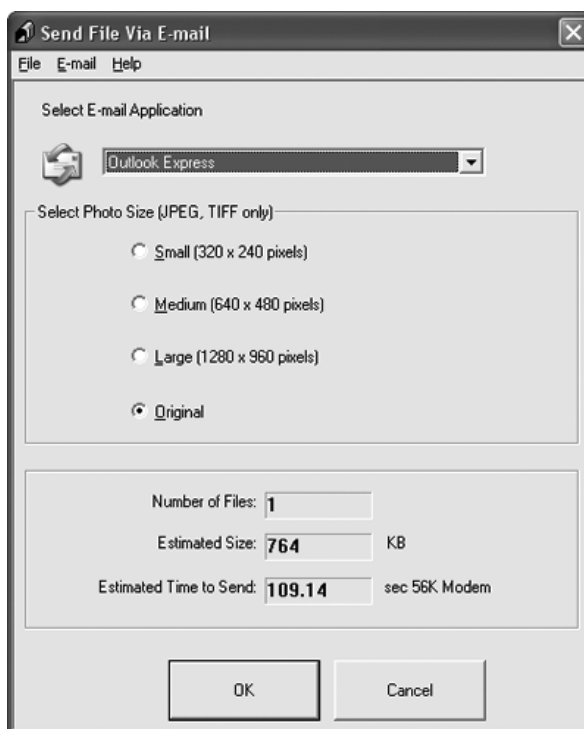 Send File Via E-mail
File E-mail Help
Select E-mail Application
Outlook Express
Select Photo Size (JPEG, TIFF only)
Small (320 x 240 pixels)
Medium (640 x 480 pixels)
Large (1280 x 960 pixels)
Original
Number of Files: 1
Estimated Size: 764 KB
Estimated Time to Send: 109.14 sec 56K Modem
OK Cancel